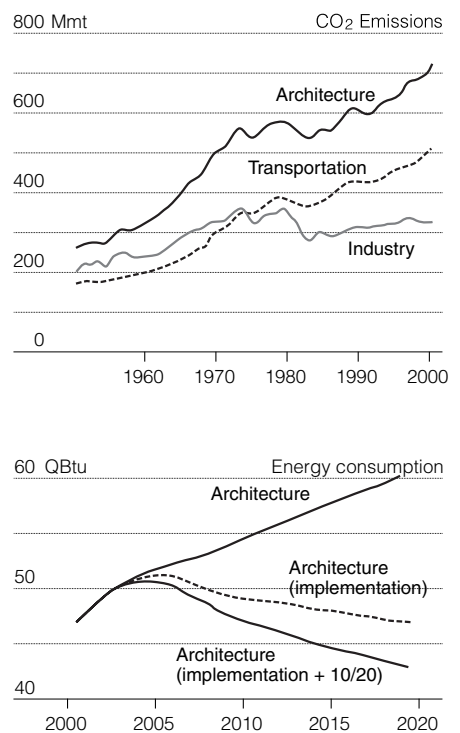 800 Mmt CO2 Emissions
Architecture
600
Transportation
400
Industry
200
0
1960 1970 1980 1990 2000
60 QBtu Energy consumption
Architecture
Architecture
50 (implementation)
Architecture
(implementation + 10/20)
40
2000 2005 2010 2015 2020